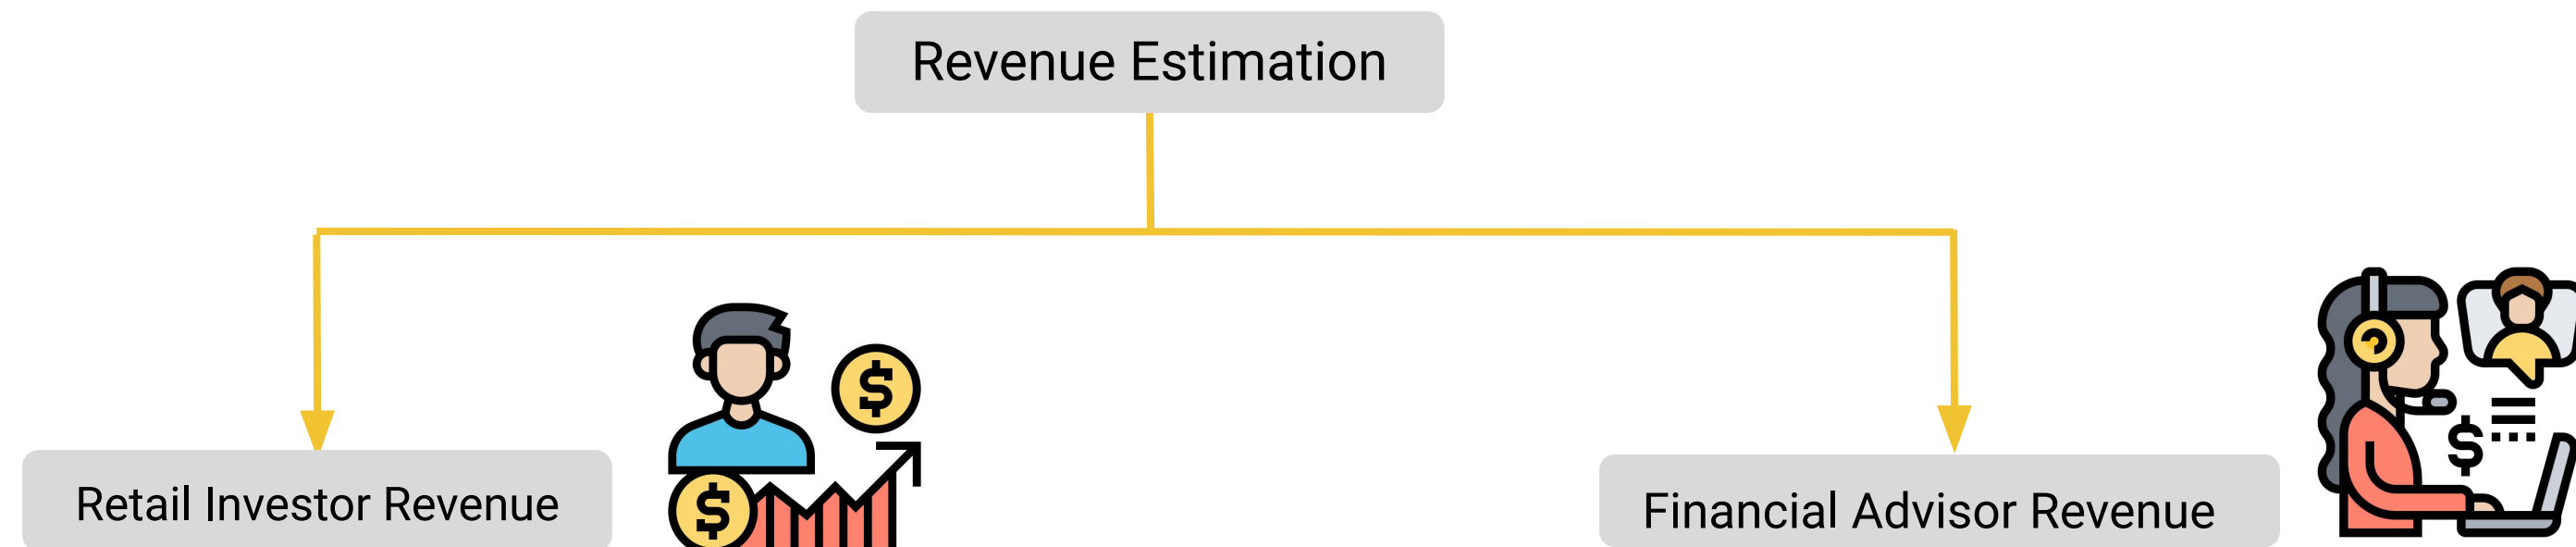 Revenue Estimation
Retail Investor Revenue
Financial Advisor Revenue